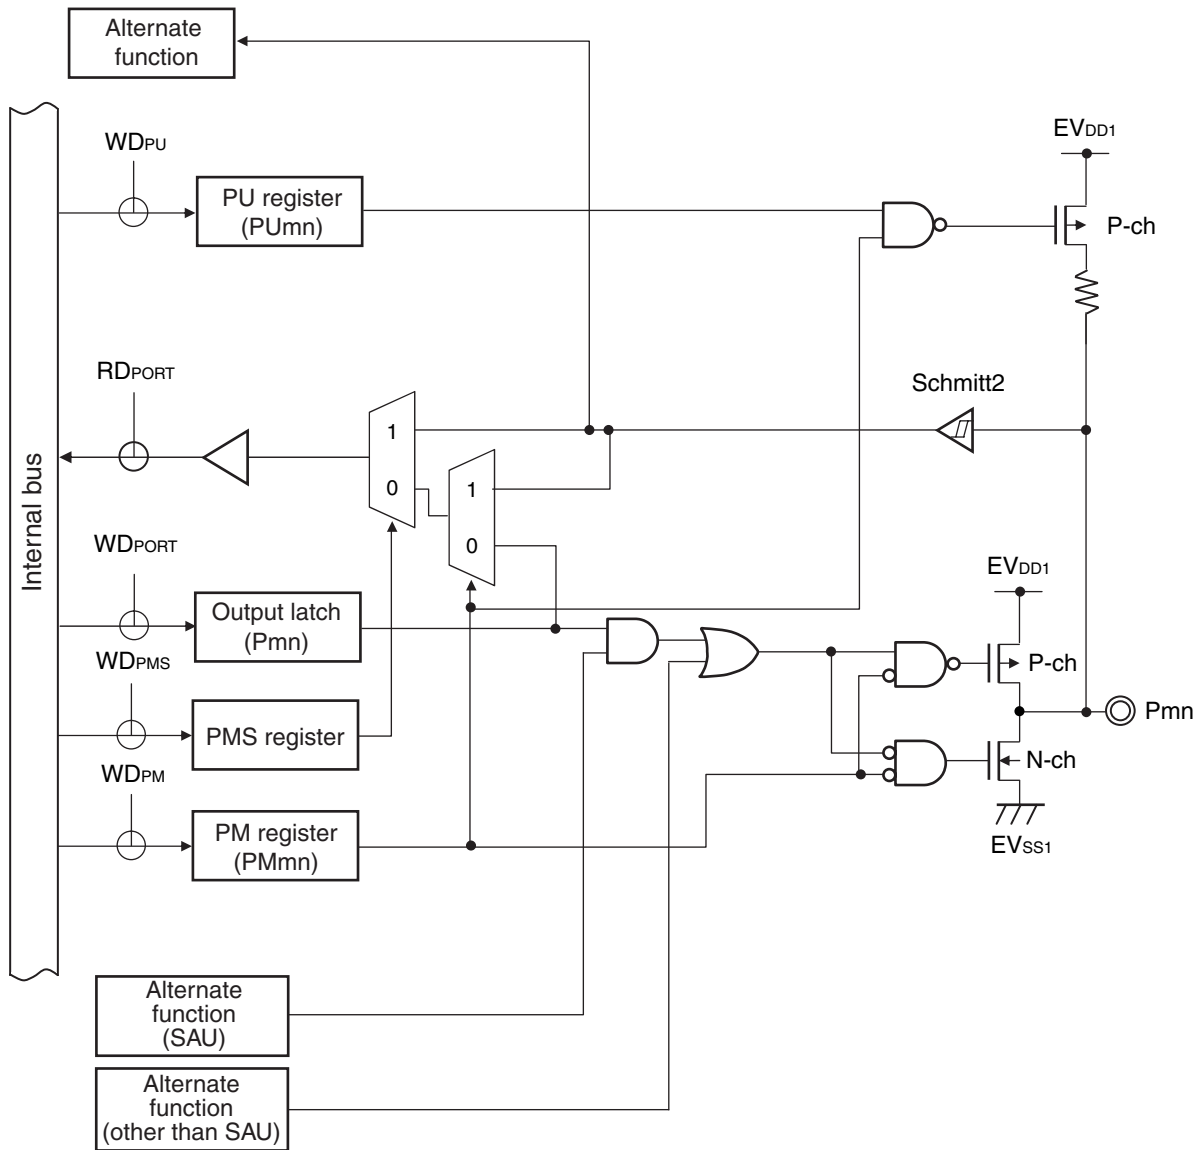 Alternate
function
WDPU
EVDD1
PU register
(PUmn)
P-ch
RDPORT
Schmitt2
1
0
1
0
Internal bus
WDPORT
EVDD1
Output latch
(Pmn)
WDPMS
P-ch
Pmn
PMS register
N-ch
WDPM
PM register
(PMmn)
EVSS1
Alternate
function
(SAU)
Alternate
function
(other than SAU)